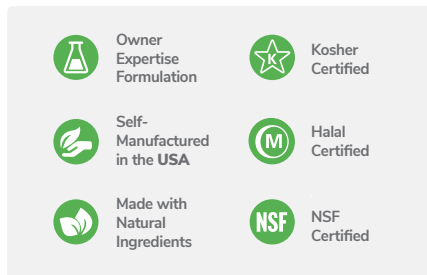 Owner
Expertise
Formulation
K
Kosher
Certified
Self-
Manufactured
in the USA
M
Halal
Certified
Made with
Natural
Ingredients
NSF
NSF
Certified